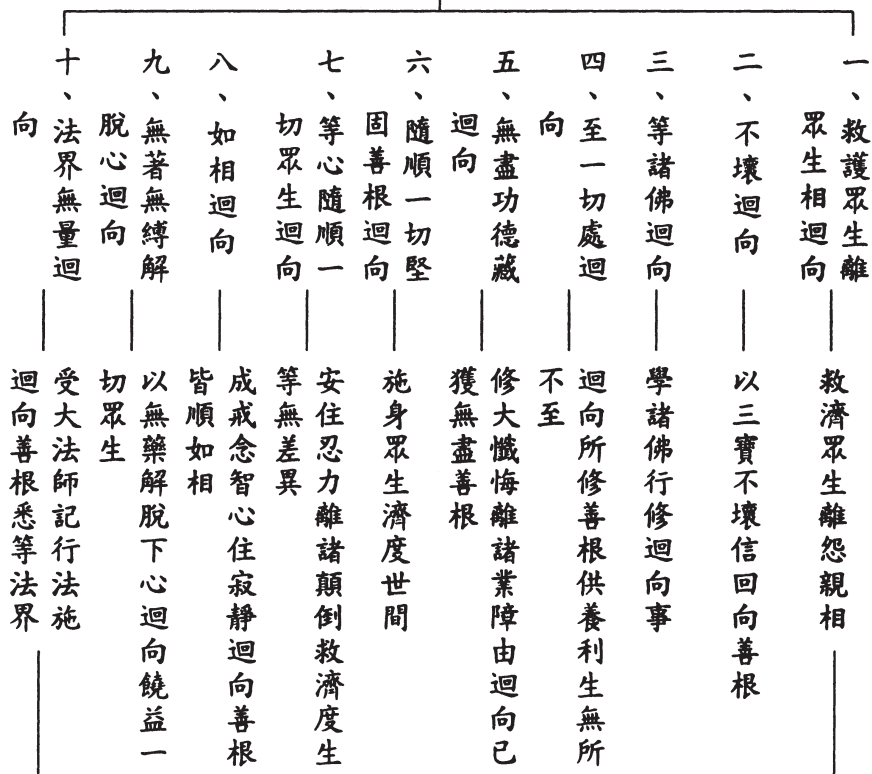 一、救護眾生離
眾生相迴向
二、不壞迴向
三、等諸佛迴向
四、至一切處迴
向
五、無盡功德藏
迴向
六、隨順一切堅
固善根迴向
七、等心隨順一
切眾生迴向
八、如相迴向
九、無著無縛解
脫心迴向
十、法界無量迴
向
救濟眾生離怨親相
以三寶不壞信回向善根
學諸佛行修迴向事
迴向所修善根供養利生無所
不至
修大懺悔離諸業障由迴向已
獲無盡善根
施身眾生濟度世間
安住忍力離諸顛倒救濟度生
等無差異
成戒念智心住寂靜迴向善根
皆順如相
以無藥解脫下心迴向饒益一
切眾生
受大法師記行法施
迴向善根悉等法界